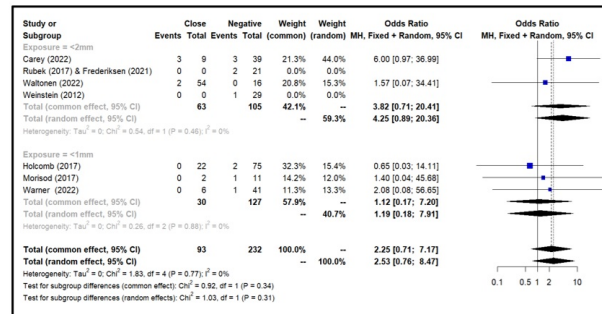 Study or Close Negative Weight Weight Odds Ratio Odds Ratio
Subgroup Events Total Events Total (common) (random) MH, Fixed + Random, 95% CI MH, Fixed + Random, 95% CI
Exposure = <2mm
Carey (2022) 3 9 3 39 21.3% 44.0% 6.00 [0.97; 36.99]
Rubek (2017) & Frederiksen (2021) 0 0 2 21 0.0% 0.0%
Waltonen (2022) 2 54 0 16 20.8% 15.3% 1.57 [0.07; 34.41]
Weinstein (2012) 0 0 1 29 0.0% 0.0%
Total (common effect, 95% CI) 63 105 42.1% -- 3.82 [0.71; 20.41]
Total (random effect, 95% CI) -- 59.3% 4.25 [0.89; 20.36]
Heterogeneity: Tau² = 0; Chi² = 0.54, df = 1 (P = 0.46); I² = 0%
Exposure = <1mm
Holcomb (2017) 0 22 2 75 32.3% 15.4% 0.65 [0.03; 14.11]
Morisod (2017) 0 2 1 11 14.2% 12.0% 1.40 [0.04; 45.68]
Warner (2022) 0 6 1 41 11.3% 13.3% 2.08 [0.08; 56.65]
Total (common effect, 95% CI) 30 127 57.9% -- 1.12 [0.17; 7.20]
Total (random effect, 95% CI) -- 40.7% 1.19 [0.18; 7.91]
Heterogeneity: Tau² = 0; Chi² = 0.26, df = 2 (P = 0.88); I² = 0%
Total (common effect, 95% CI) 93 232 100.0% -- 2.25 [0.71; 7.17]
Total (random effect, 95% CI) -- 100.0% 2.53 [0.76; 8.47]
Heterogeneity: Tau² = 0; Chi² = 1.83, df = 4 (P = 0.77); I² = 0%
Test for subgroup differences (common effect): Chi² = 0.92, df = 1 (P = 0.34)
Test for subgroup differences (random effects): Chi² = 1.03, df = 1 (P = 0.31)
0.1 0.5 1 2 10